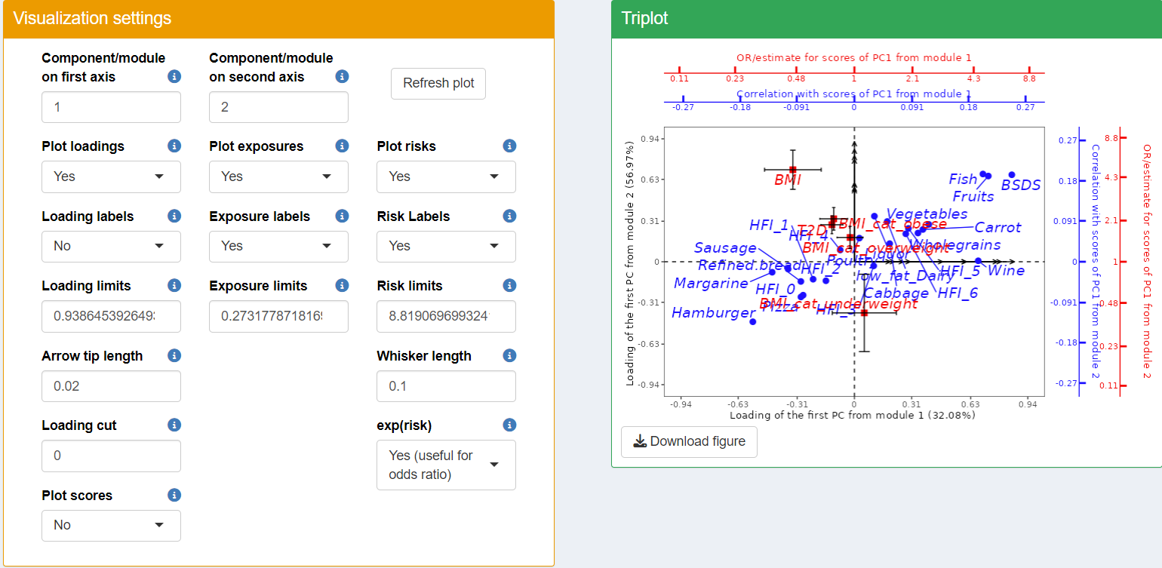 Visualization settings
Component/module on first axis
Component/module on second axis
Refresh plot
1
2
Plot loadings
Plot exposures
Plot risks
Yes
Yes
Yes
Loading labels
Exposure labels
Risk Labels
No
Yes
Yes
Loading limits
Exposure limits
Risk limits
0.938645392649
0.273177871816
8.819069699324
Arrow tip length
Whisker length
0.02
0.1
Loading cut
exp(risk)
0
Yes (useful for odds ratio)
Plot scores
No
Triplot
OR/estimate for scores of PC1 from module 1
0.11 0.23 0.48 1 2.1 4.3 8.8
Correlation with scores of PC1 from module 1
-0.27 -0.18 -0.091 0 0.091 0.18 0.27
Loading of the first PC from module 2 (56.97%)
0.94
0.63
0.31
0
-0.31
-0.63
-0.94
BMI
Fish
BSDS
Fruits
Vegetables
HFI_1
T2D
BMI_cat_obese
Carrot
HFI_4
Sausage
BMI_cat_overweight
Wholegrains
Poultry
Liquor
Refined.bread
HFI_2
low_fat_Dairy
HFI_5
Wine
Margarine
HFI_0
Cabbage
HFI_6
Pizza
BMI_cat_underweight
HFI_3
Hamburger
-0.94 -0.63 -0.31 0 0.31 0.63 0.94
Loading of the first PC from module 1 (32.08%)
0.27
0.18
0.091
0
-0.091
-0.18
-0.27
Correlation with scores of PC1 from module 2
8.8
4.3
2.1
1
0.48
0.23
0.11
OR/estimate for scores of PC1 from module 2
Download figure